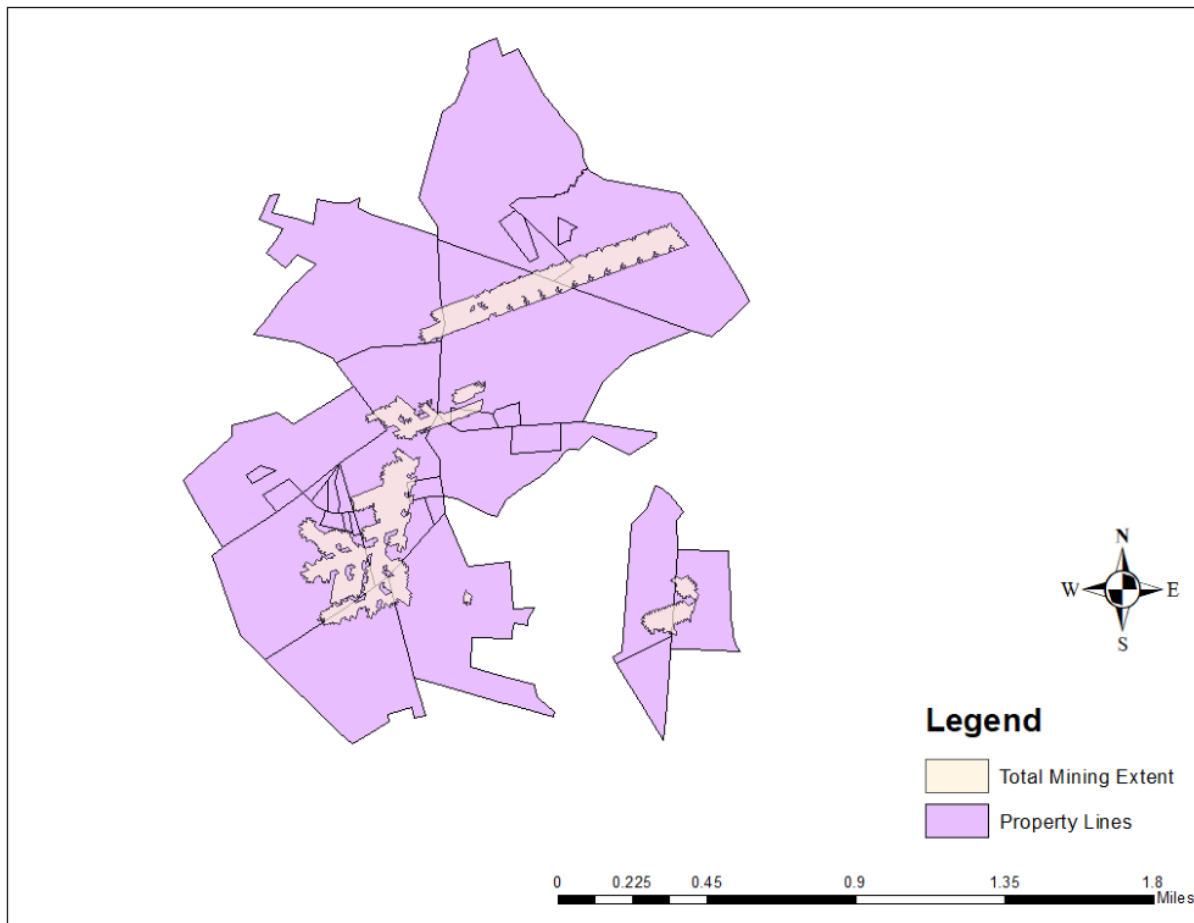 N
W E
S
Legend
Total Mining Extent
Property Lines
0 0.225 0.45 0.9 1.35 1.8
Miles